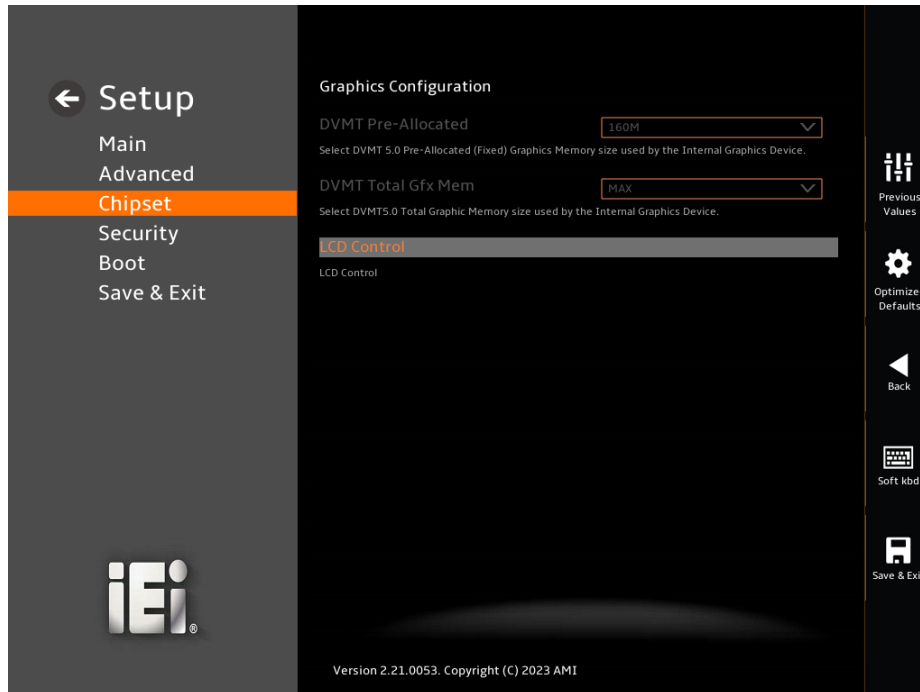 Setup
Main
Advanced
Chipset
Security
Boot
Save & Exit
iEi®
Graphics Configuration
DVMT Pre-Allocated
160M
Select DVMT 5.0 Pre-Allocated (Fixed) Graphics Memory size used by the Internal Graphics Device.
DVMT Total Gfx Mem
MAX
Select DVMT5.0 Total Graphic Memory size used by the Internal Graphics Device.
LCD Control
LCD Control
Version 2.21.0053. Copyright (C) 2023 AMI
Previous
Values
Optimize
Defaults
Back
Soft kbd
Save & Exi